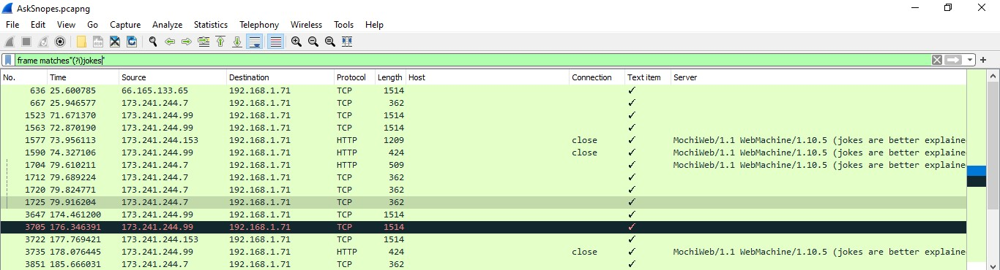 AskSnopes.pcapng
File Edit View Go Capture Analyze Statistics Telephony Wireless Tools Help
frame matches"(?i)jokes"
No. Time Source Destination Protocol Length Host Connection Text item Server
636 25.600785 66.165.133.65 192.168.1.71 TCP 1514 ✓
667 25.946577 173.241.244.7 192.168.1.71 TCP 362 ✓
1523 71.671370 173.241.244.99 192.168.1.71 TCP 1514 ✓
1563 72.870190 173.241.244.99 192.168.1.71 TCP 1514 ✓
1577 73.956113 173.241.244.153 192.168.1.71 HTTP 1209 close ✓ MochiWeb/1.1 WebMachine/1.10.5 (jokes are better explaine
1590 74.327106 173.241.244.99 192.168.1.71 HTTP 424 close ✓ MochiWeb/1.1 WebMachine/1.10.5 (jokes are better explaine
1704 79.610211 173.241.244.7 192.168.1.71 HTTP 509 ✓ MochiWeb/1.1 WebMachine/1.10.5 (jokes are better explaine
1712 79.689224 173.241.244.7 192.168.1.71 TCP 362 ✓
1720 79.824771 173.241.244.7 192.168.1.71 TCP 362 ✓
1725 79.916204 173.241.244.7 192.168.1.71 TCP 362 ✓
3647 174.461200 173.241.244.99 192.168.1.71 TCP 1514 ✓
3705 176.346391 173.241.244.99 192.168.1.71 TCP 1514 ✓
3722 177.769421 173.241.244.153 192.168.1.71 TCP 1514 ✓
3735 178.076445 173.241.244.99 192.168.1.71 HTTP 424 close ✓ MochiWeb/1.1 WebMachine/1.10.5 (jokes are better explaine
3851 185.666031 173.241.244.7 192.168.1.71 TCP 362 ✓